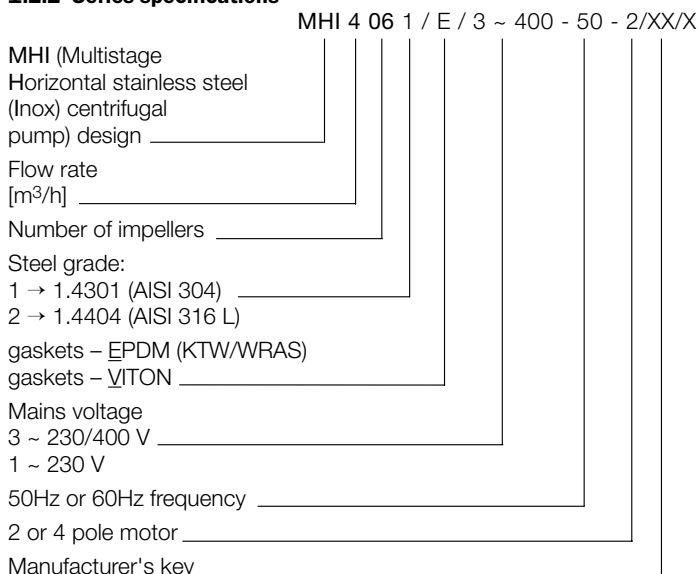 1.2.2 Series specifications
MHI 4 06 1 / E / 3 ~ 400 - 50 - 2/XX/X
MHI (Multistage
Horizontal stainless steel
(Inox) centrifugal
pump) design
Flow rate
[m³/h]
Number of impellers
Steel grade:
1 → 1.4301 (AISI 304)
2 → 1.4404 (AISI 316 L)
gaskets – EPDM (KTW/WRAS)
gaskets – VITON
Mains voltage
3 ~ 230/400 V
1 ~ 230 V
50Hz or 60Hz frequency
2 or 4 pole motor
Manufacturer's key